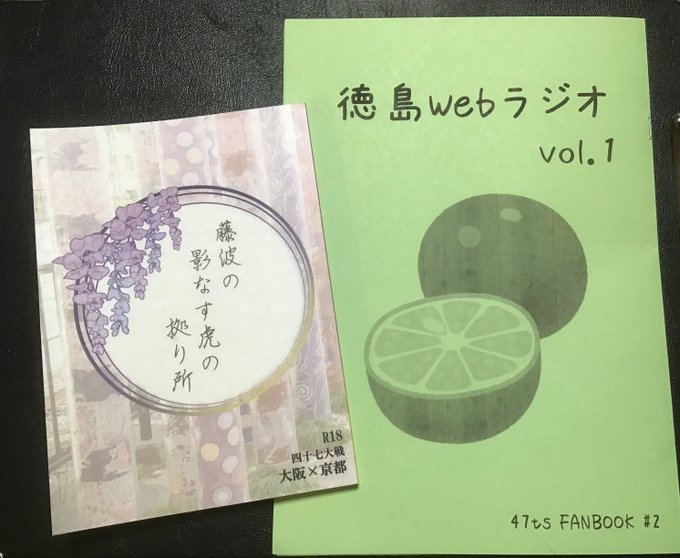 藤波の
影なす虎の
拠り所
R18
四十七大戦
大阪×京都
徳島webラジオ
vol.1
47ts FANBOOK #2